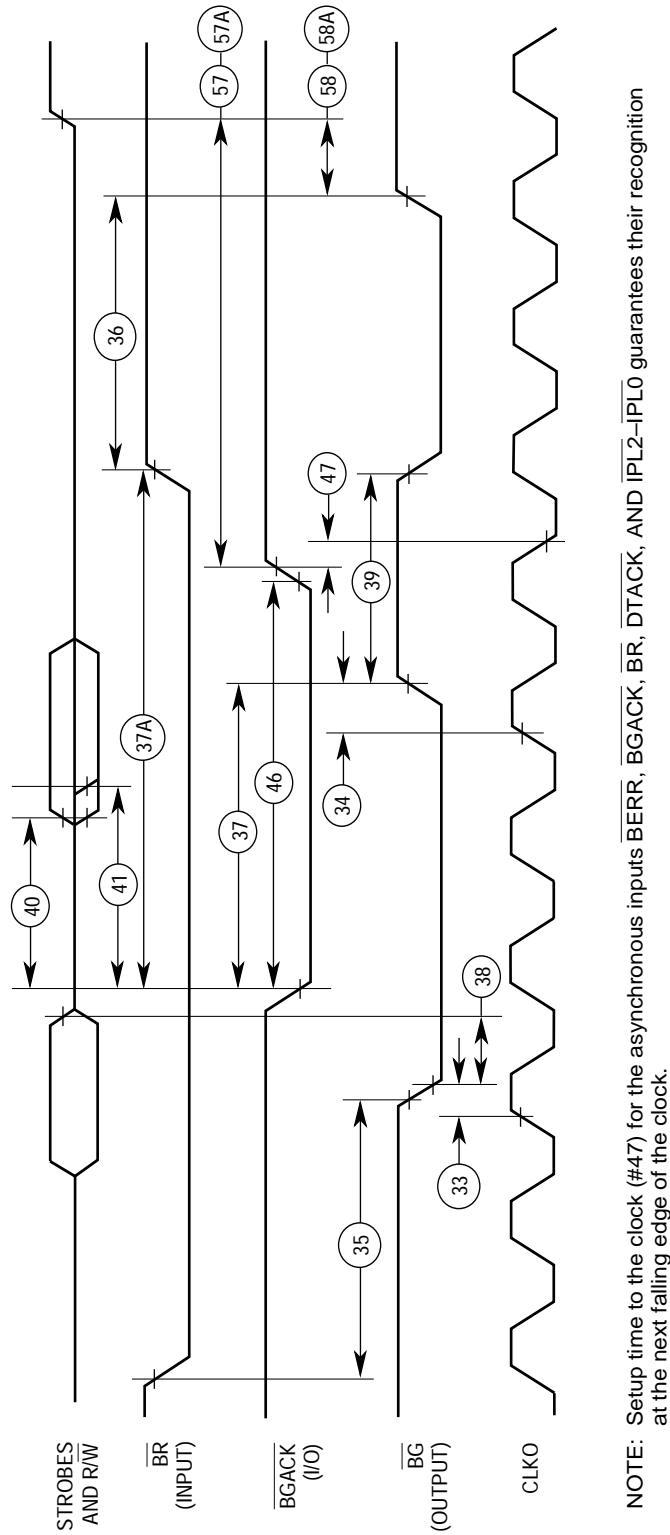 STROBES
AND R/W
BR
(INPUT)
BGACK
(I/O)
BG
(OUTPUT)
CLKO
40
41
36
37A
57
57A
37
46
47
58
58A
34
39
35
33
38
NOTE: Setup time to the clock (#47) for the asynchronous inputs BERR, BGACK, BR, DTACK, AND IPL2–IPL0 guarantees their recognition
at the next falling edge of the clock.